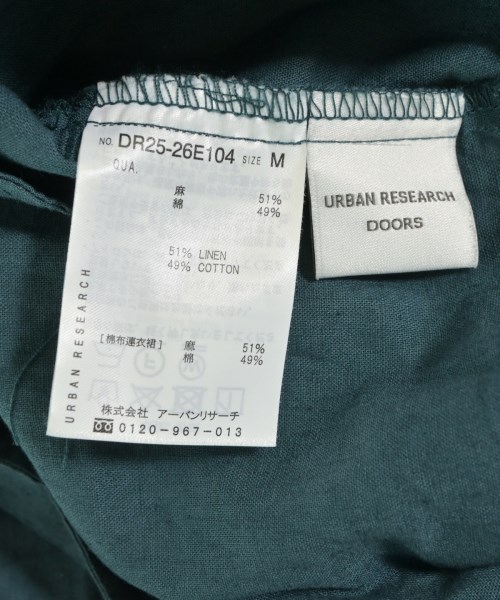 NO. DR25-26E104 SIZE M
QUA.
麻 51%
綿 49%
51% LINEN
49% COTTON
[棉布連衣裙] 麻 51%
綿 49%
株式会社 アーバンリサーチ
0120-967-013
URBAN RESEARCH
URBAN RESEARCH
DOORS